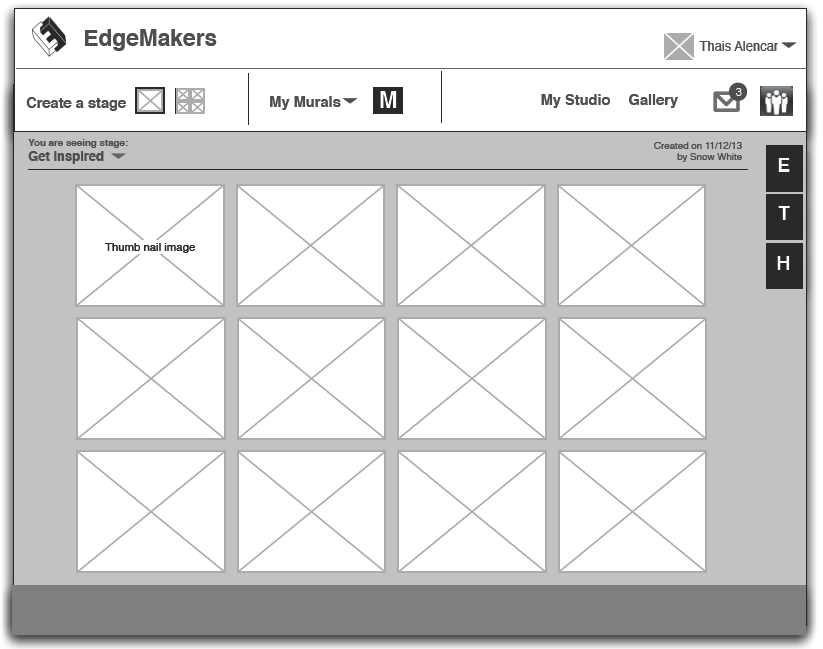 EdgeMakers
Thais Alencar
Create a stage
My Murals
M
My Studio
Gallery
3
You are seeing stage:
Get Inspired
Created on 11/12/13
by Snow White
E
T
H
Thumb nail image